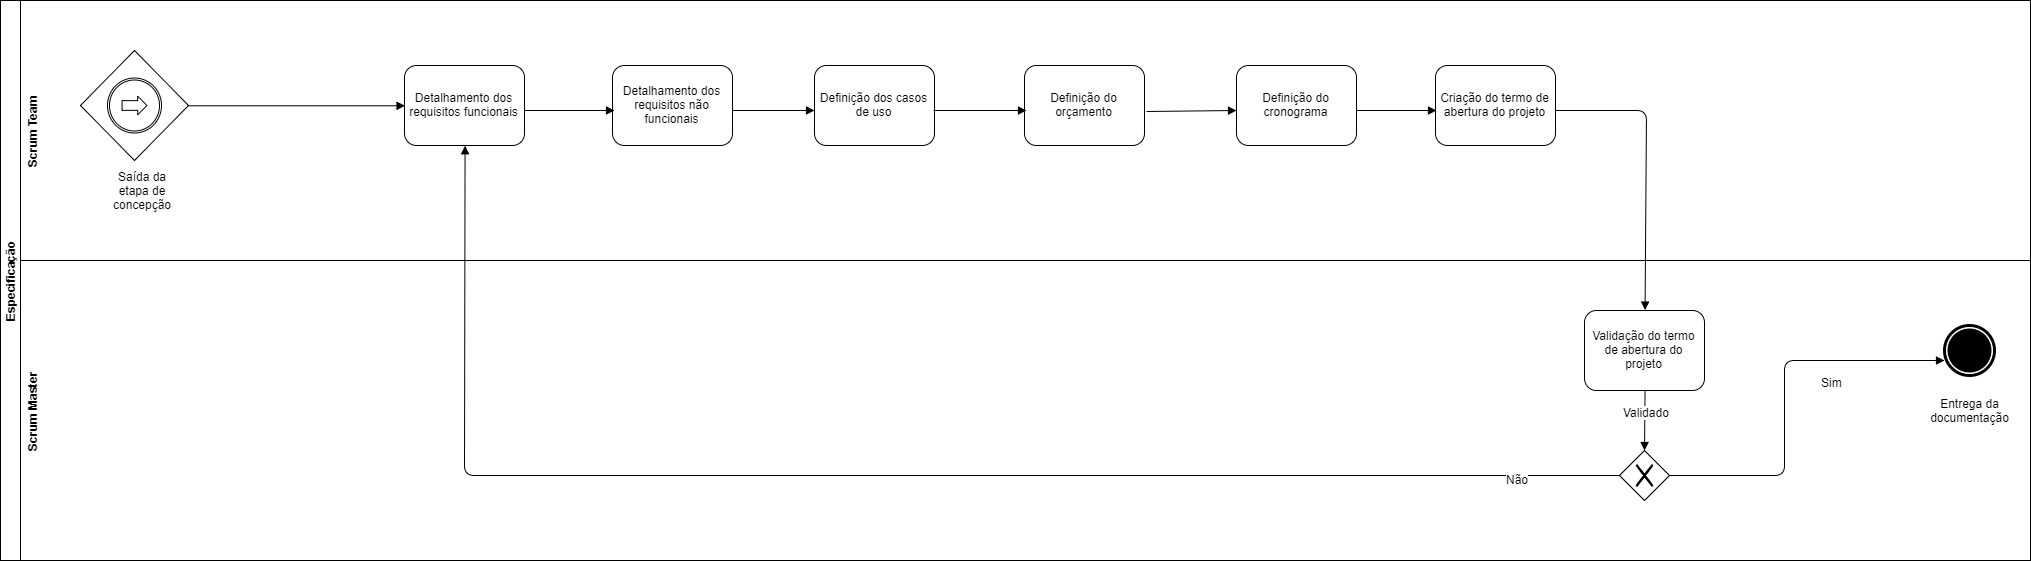 Especificação
Scrum Team
Saída da
etapa de
concepção
Detalhamento dos
requisitos funcionais
Detalhamento dos
requisitos não
funcionais
Definição dos casos
de uso
Definição do
orçamento
Definição do
cronograma
Criação do termo de
abertura do projeto
Scrum Master
Validação do termo
de abertura do
projeto
Validado
Não
Sim
Entrega da
documentação